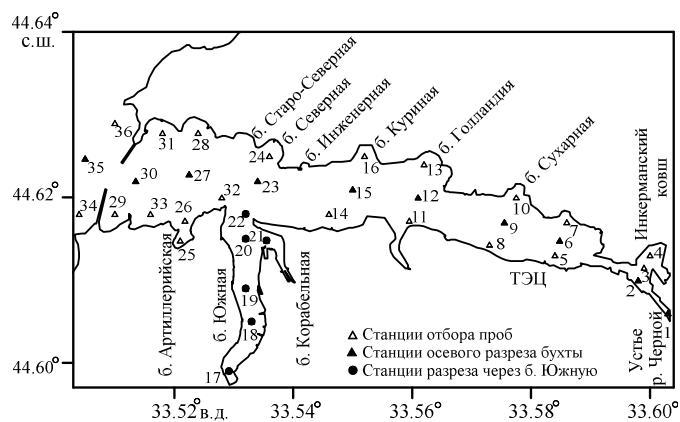 44.64°
с.ш.
44.62°
44.60°
33.52° в.д.
33.54°
33.56°
33.58°
33.60°
б. Старо-Северная
б. Северная
б. Инженерная
б. Куриная
б. Голландия
б. Сухарная
Инкерманский
ковш
б. Артиллерийская
б. Южная
б. Корабельная
ТЭЦ
Устье
р. Черной
36
31
28
24
16
13
35
30
27
23
15
12
10
34
29
33
26
32
22
14
11
9
7
25
20
21
8
6
5
4
3
2
19
18
17
1
Станции отбора проб
Станции осевого разреза бухты
Станции разреза через б. Южную